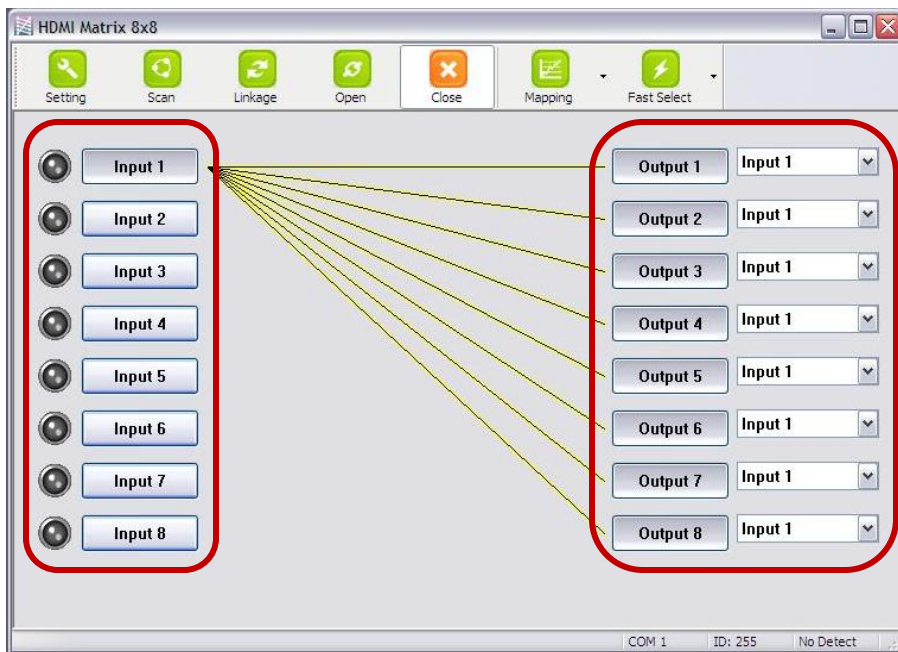 HDMI Matrix 8x8
Setting Scan Linkage Open Close Mapping Fast Select
Input 1 Output 1 Input 1
Input 2 Output 2 Input 1
Input 3 Output 3 Input 1
Input 4 Output 4 Input 1
Input 5 Output 5 Input 1
Input 6 Output 6 Input 1
Input 7 Output 7 Input 1
Input 8 Output 8 Input 1
COM 1 ID: 255 No Detect